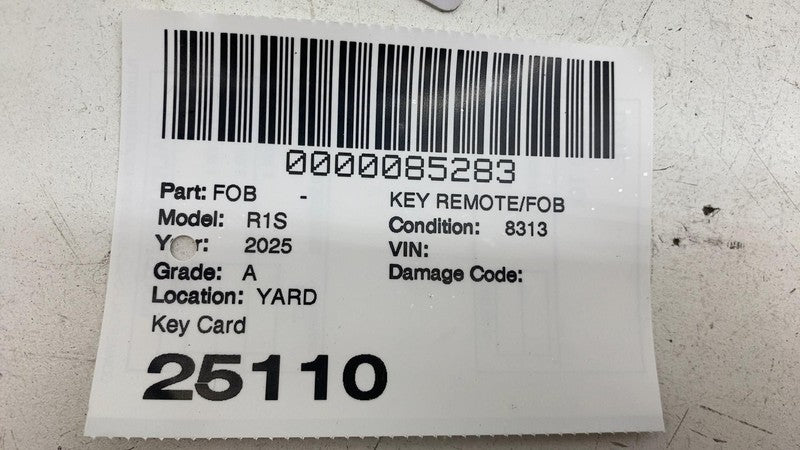 0000085283
Part: FOB - KEY REMOTE/FOB
Model: R1S Condition: 8313
Year: 2025 VIN:
Grade: A Damage Code:
Location: YARD
Key Card
25110